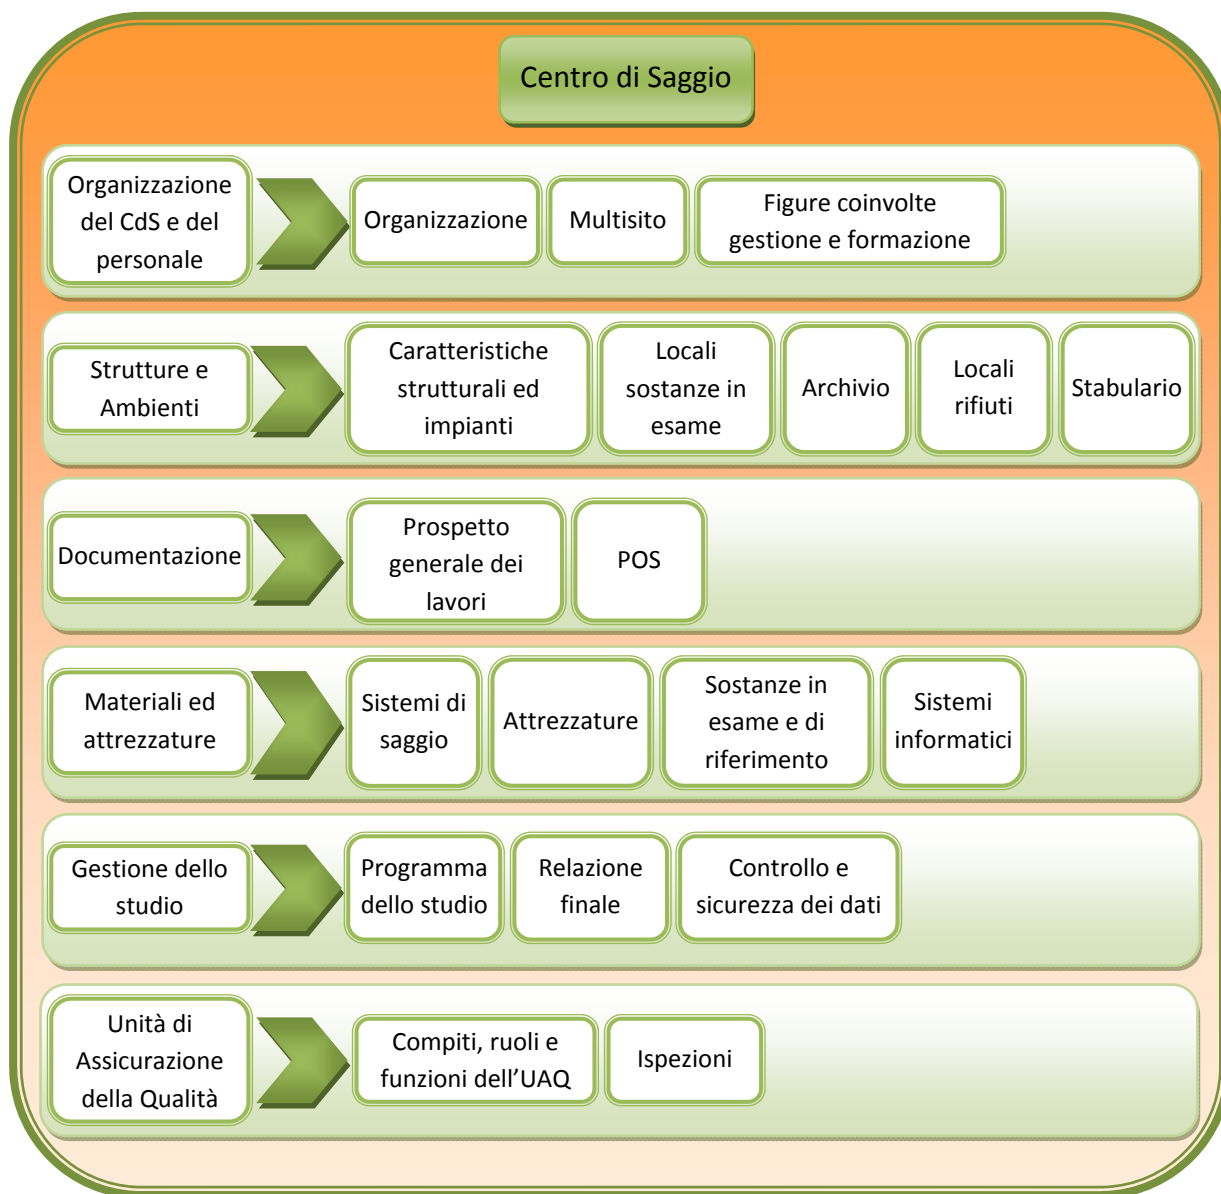 Centro di Saggio
Organizzazione
del CdS e del
personale
Organizzazione
Multisito
Figure coinvolte
gestione e formazione
Strutture e
Ambienti
Caratteristiche
strutturali ed
impianti
Locali
sostanze in
esame
Archivio
Locali
rifiuti
Stabulario
Documentazione
Prospetto
generale dei
lavori
POS
Materiali ed
attrezzature
Sistemi di
saggio
Attrezzature
Sostanze in
esame e di
riferimento
Sistemi
informatici
Gestione dello
studio
Programma
dello studio
Relazione
finale
Controllo e
sicurezza dei dati
Unità di
Assicurazione
della Qualità
Compiti, ruoli e
funzioni dell’UAQ
Ispezioni